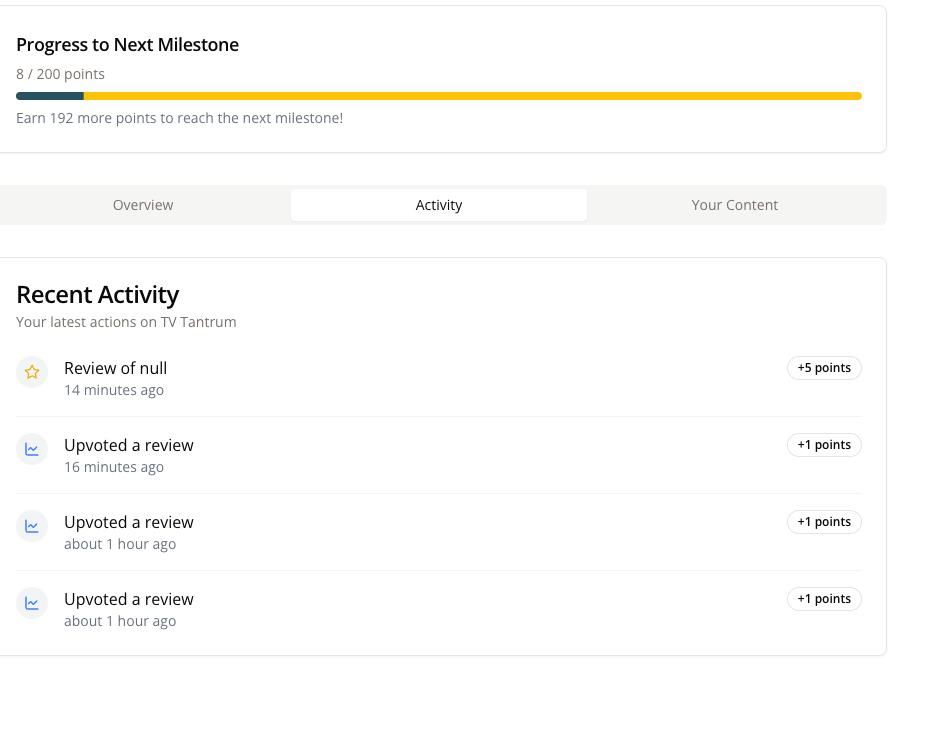 Progress to Next Milestone
8 / 200 points
Earn 192 more points to reach the next milestone!
Overview
Activity
Your Content
Recent Activity
Your latest actions on TV Tantrum
Review of null
+5 points
14 minutes ago
Upvoted a review
+1 points
16 minutes ago
Upvoted a review
+1 points
about 1 hour ago
Upvoted a review
+1 points
about 1 hour ago